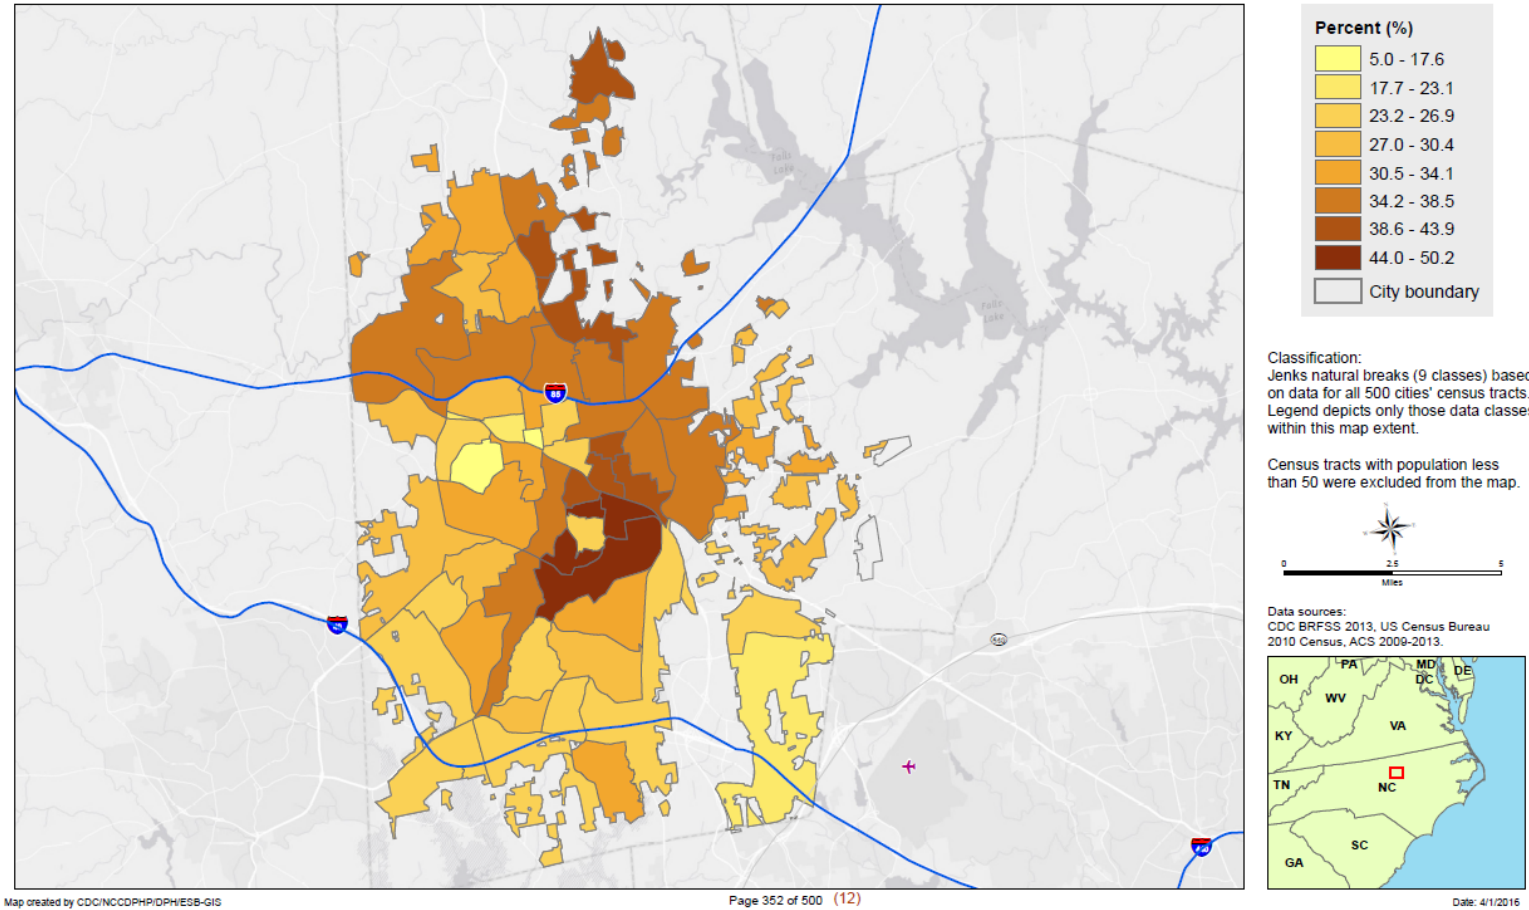 Percent (%)
5.0 - 17.6
17.7 - 23.1
23.2 - 26.9
27.0 - 30.4
30.5 - 34.1
34.2 - 38.5
38.6 - 43.9
44.0 - 50.2
City boundary
Falls
Lake
Falls
Lake
85
540
Classification:
Jenks natural breaks (9 classes) based
on data for all 500 cities' census tracts.
Legend depicts only those data classes
within this map extent.
Census tracts with population less
than 50 were excluded from the map.
0 2.5 5
Miles
Data sources:
CDC BRFSS 2013, US Census Bureau
2010 Census, ACS 2009-2013.
PA MD DE
OH DC
WV
VA
KY
TN
NC
SC
GA
Map created by CDC/NCCDPHP/DPH/ESB-GIS
Page 352 of 500 (12)
Date: 4/1/2016